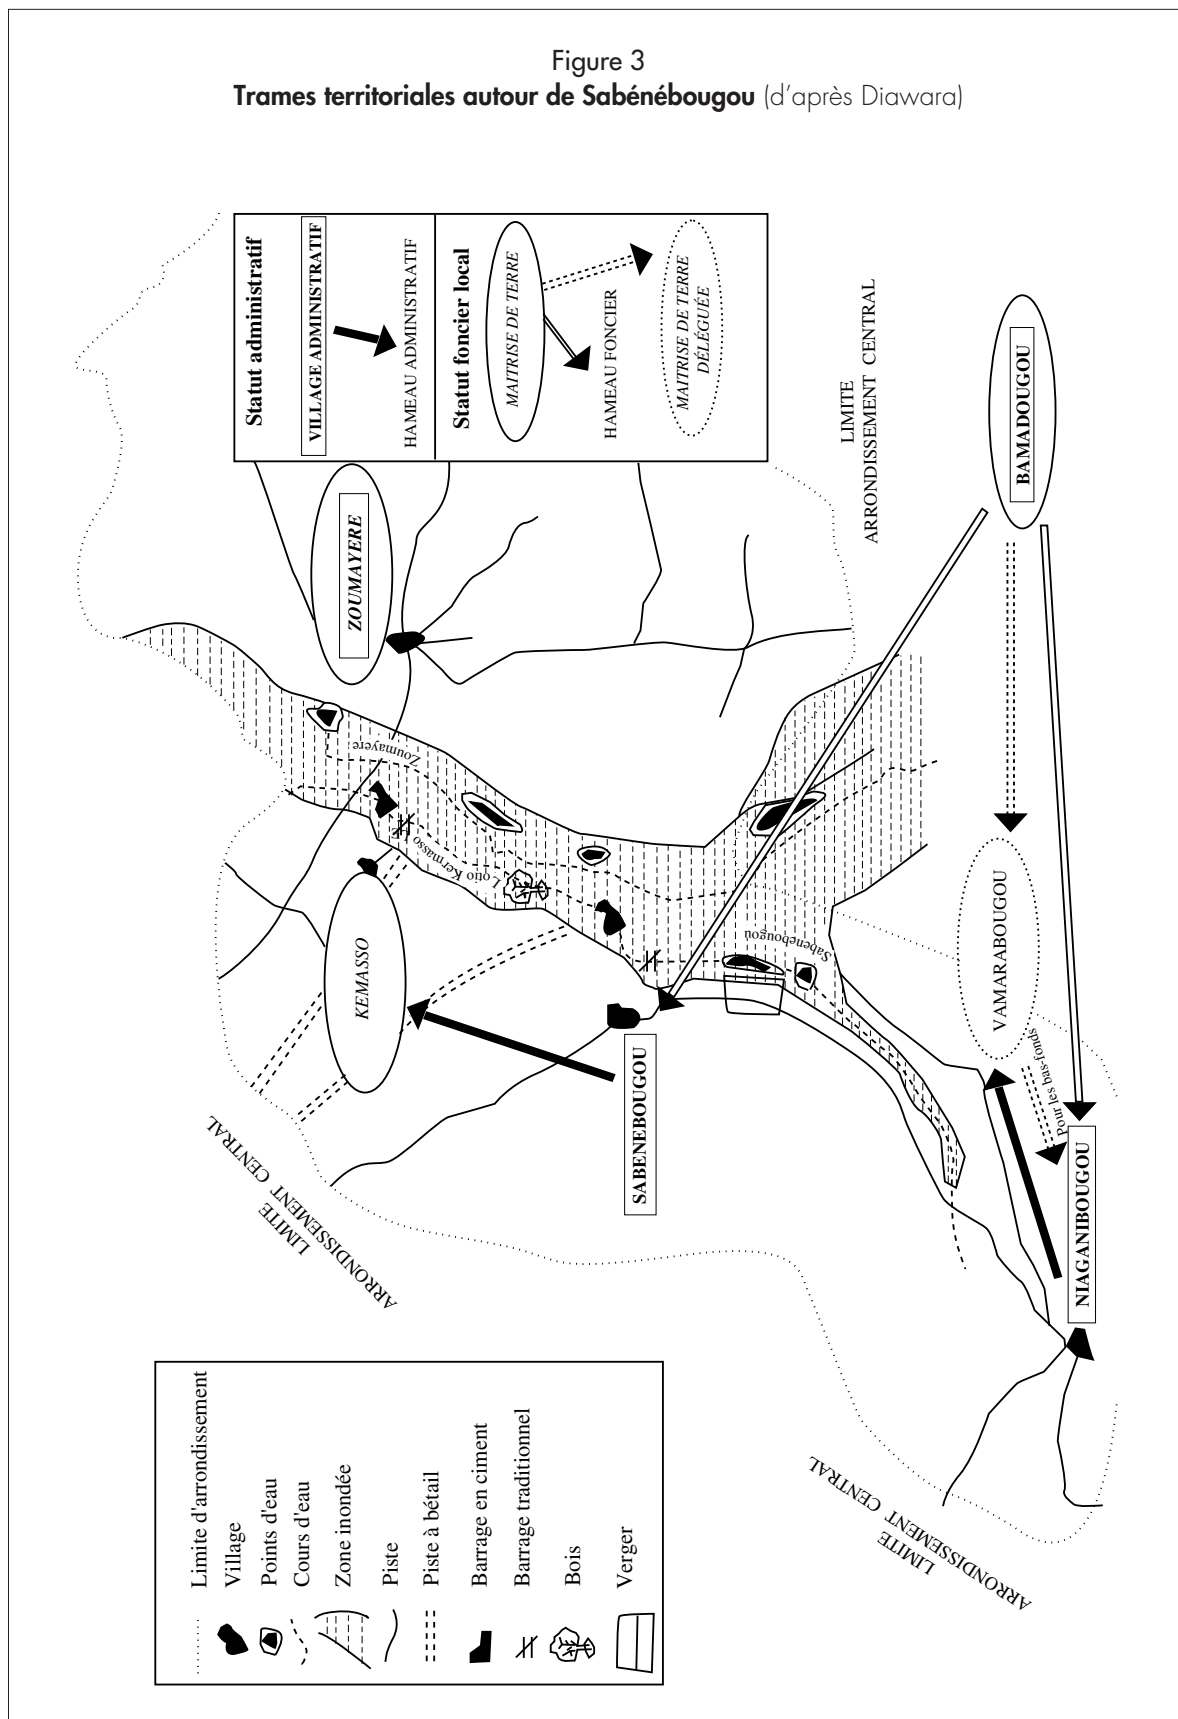 Figure 3
Trames territoriales autour de Sabénébougou (d'après Diawara)
Statut administratif
VILLAGE ADMINISTRATIF
HAMEAU ADMINISTRATIF
Statut foncier local
MAITRISE DE TERRE
HAMEAU FONCIER
MAITRISE DE TERRE
DÉLÉGUÉE
LIMITE
ARRONDISSEMENT CENTRAL
ZOUMAYERE
Zoumayere
Lotio Kermasso
KEMASSO
BAMADOUGOU
Sabenebougou
VAMARABOUGOU
SABENEBOUGOU
Pour les bas-fonds
NIAGANIBOUGOU
LIMITE
ARRONDISSEMENT CENTRAL
LIMITE
ARRONDISSEMENT CENTRAL
Limite d'arrondissement
Village
Points d'eau
Cours d'eau
Zone inondée
Piste
Piste à bétail
Barrage en ciment
Barrage traditionnel
Bois
Verger